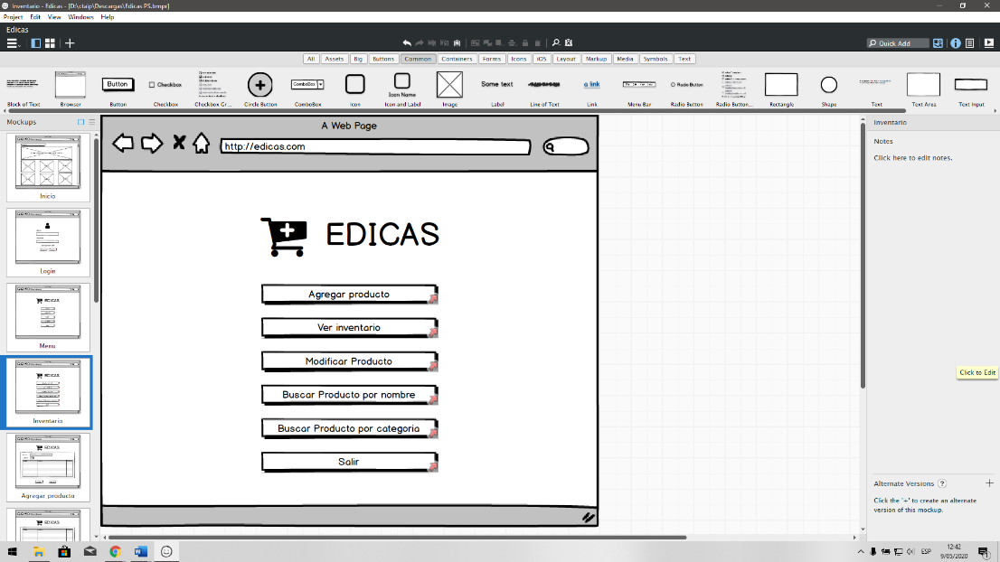 Inventario - Edicas - [D:\ctaip\Descargas\Edicas PS.bmpr]
Project Edit View Windows Help
Edicas
Quick Add
All Assets Big Buttons Common Containers Forms Icons iOS Layout Markup Media Symbols Text
Button Checkbox ComboBox Some text a link Radio Button
Icon Name
Block of Text Browser Button Checkbox Checkbox Gr... Circle Button ComboBox Icon Icon and Label Image Label Line of Text Link Menu Bar Radio Button Radio Button... Rectangle Shape Text Text Area Text Input
Mockups
Inicio
Login
Menu
Inventario
EDICAS
Agregar producto
EDICAS
A Web Page
http://edicas.com
EDICAS
Agregar producto
Ver inventario
Modificar Producto
Buscar Producto por nombre
Buscar Producto por categoria
Salir
Inventario
Notes
Click here to edit notes.
Click to Edit
Alternate Versions ?
Click the '+' to create an alternate
version of this mockup.
ESP
12:42
9/05/2020
1